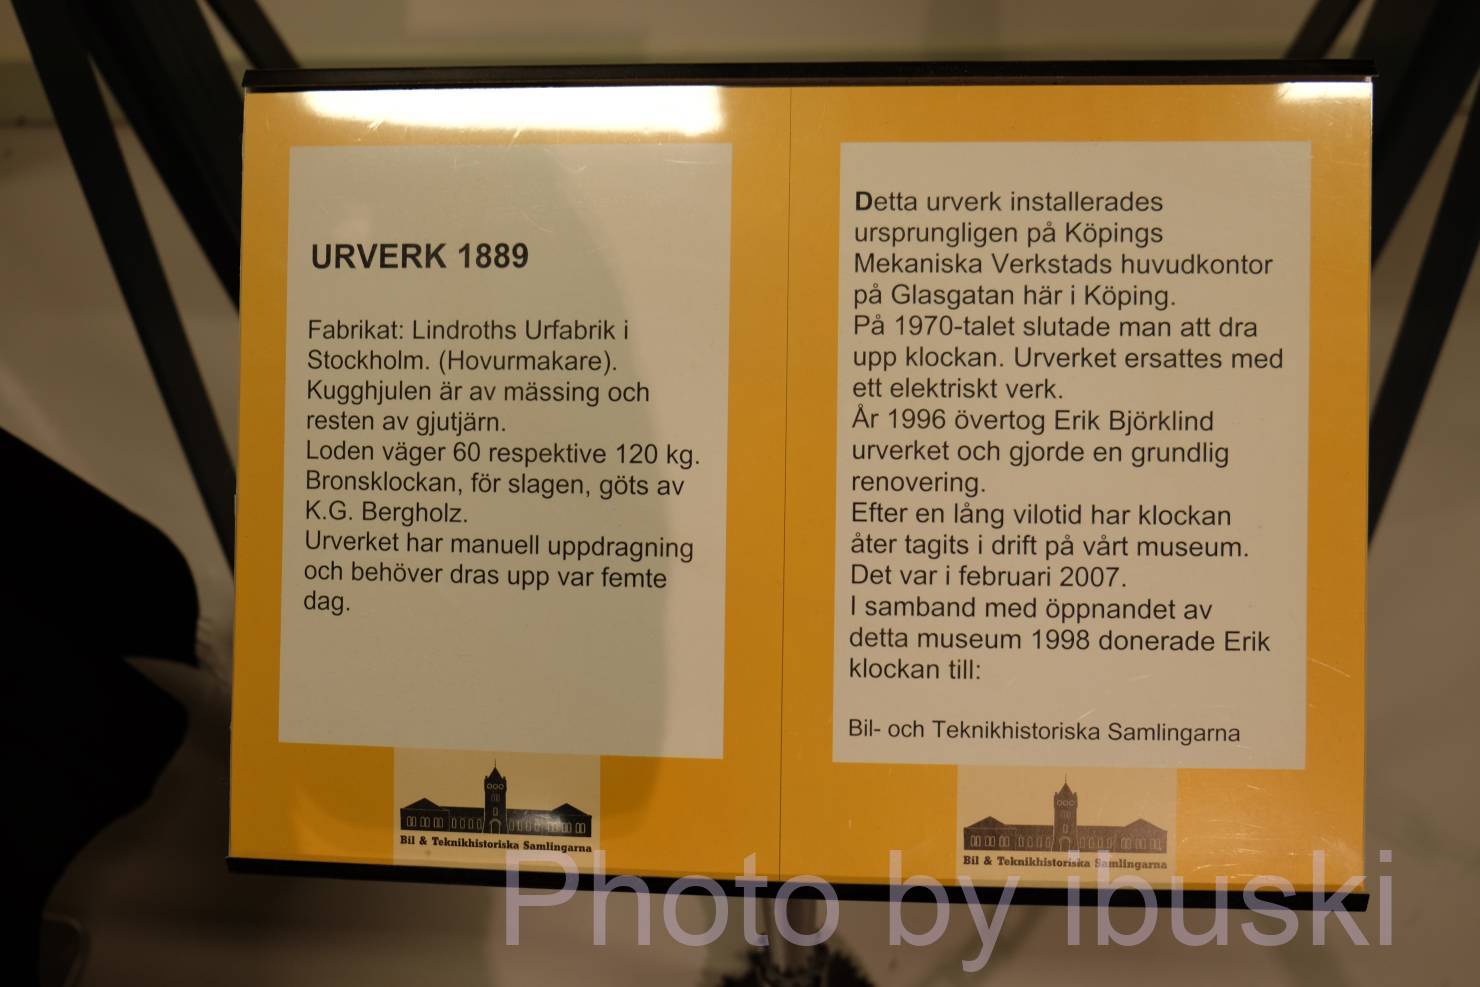 URVERK 1889
Fabrikat: Lindroths Urfabrik i
Stockholm. (Hovurmakare).
Kugghjulen är av mässing och
resten av gjutjärn.
Loden väger 60 respektive 120 kg.
Bronsklockan, för slagen, göts av
K.G. Bergholz.
Urverket har manuell uppdragning
och behöver dras upp var femte
dag.
Bil & Teknikhistoriska Samlingarna
Detta urverk installerades
ursprungligen på Köpings
Mekaniska Verkstads huvudkontor
på Glasgatan här i Köping.
På 1970-talet slutade man att dra
upp klockan. Urverket ersattes med
ett elektriskt verk.
År 1996 övertog Erik Björklind
urverket och gjorde en grundlig
renovering.
Efter en lång vilotid har klockan
åter tagits i drift på vårt museum.
Det var i februari 2007.
I samband med öppnandet av
detta museum 1998 donerade Erik
klockan till:
Bil- och Teknikhistoriska Samlingarna
Bil & Teknikhistoriska Samlingarna
Photo by ibuski